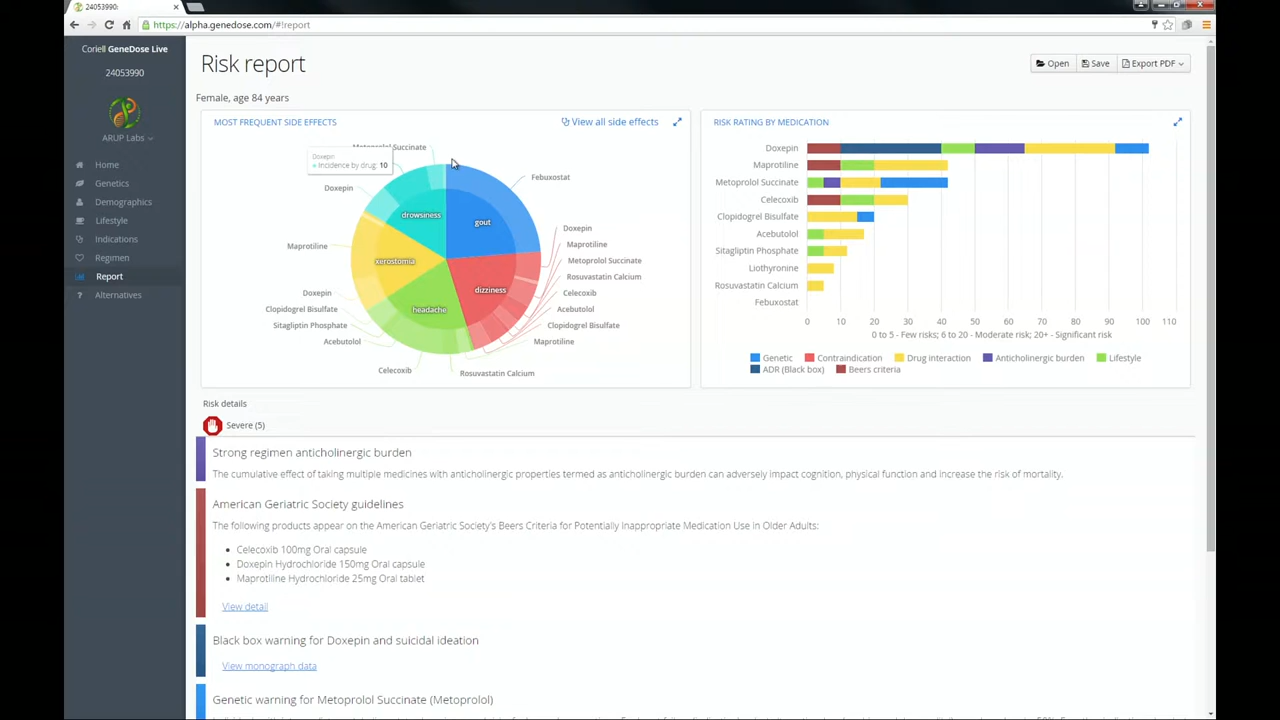 24053990:
https://alpha.genedose.com/#!report
Coriell GeneDose Live
24053990
ARUP Labs
Home
Genetics
Demographics
Lifestyle
Indications
Regimen
Report
Alternatives
Risk report
Open
Save
Export PDF
Female, age 84 years
MOST FREQUENT SIDE EFFECTS
View all side effects
Metoprolol Succinate
Doxepin
Incidence by drug: 10
Febuxostat
Doxepin
drowsiness
gout
Doxepin
Maprotiline
Maprotiline
Metoprolol Succinate
xerostomia
Rosuvastatin Calcium
dizziness
Doxepin
Celecoxib
Clopidogrel Bisulfate
headache
Acebutolol
Sitagliptin Phosphate
Clopidogrel Bisulfate
Acebutolol
Maprotiline
Celecoxib
Rosuvastatin Calcium
RISK RATING BY MEDICATION
Doxepin
Maprotiline
Metoprolol Succinate
Celecoxib
Clopidogrel Bisulfate
Acebutolol
Sitagliptin Phosphate
Liothyronine
Rosuvastatin Calcium
Febuxostat
0 10 20 30 40 50 60 70 80 90 100 110
0 to 5 - Few risks; 6 to 20 - Moderate risk; 20+ - Significant risk
Genetic Contraindication Drug interaction Anticholinergic burden Lifestyle
ADR (Black box) Beers criteria
Risk details
Severe (5)
Strong regimen anticholinergic burden
The cumulative effect of taking multiple medicines with anticholinergic properties termed as anticholinergic burden can adversely impact cognition, physical function and increase the risk of mortality.
American Geriatric Society guidelines
The following products appear on the American Geriatric Society's Beers Criteria for Potentially Inappropriate Medication Use in Older Adults:
• Celecoxib 100mg Oral capsule
• Doxepin Hydrochloride 150mg Oral capsule
• Maprotiline Hydrochloride 25mg Oral tablet
View detail
Black box warning for Doxepin and suicidal ideation
View monograph data
Genetic warning for Metoprolol Succinate (Metoprolol)